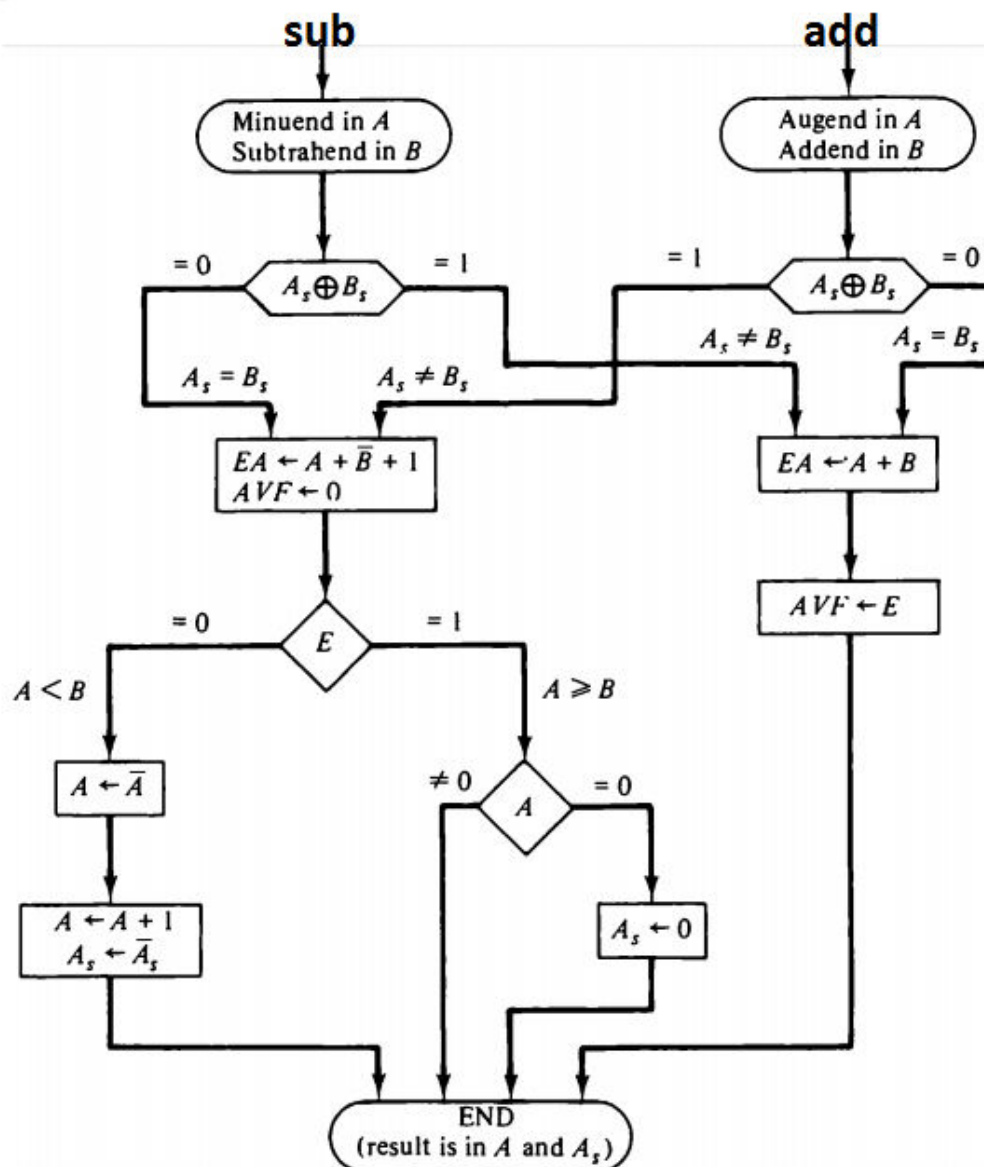 sub
add
Minuend in A
Subtrahend in B
Augend in A
Addend in B
= 0
A_s ⊕ B_s
= 1
= 1
A_s ⊕ B_s
= 0
A_s = B_s
A_s ≠ B_s
A_s ≠ B_s
A_s = B_s
EA ← A + B̅ + 1
AVF ← 0
EA ← A + B
AVF ← E
= 0
E
= 1
A < B
A ⩾ B
A ← A̅
≠ 0
A
= 0
A ← A + 1
A_s ← A̅_s
A_s ← 0
END
(result is in A and A_s)